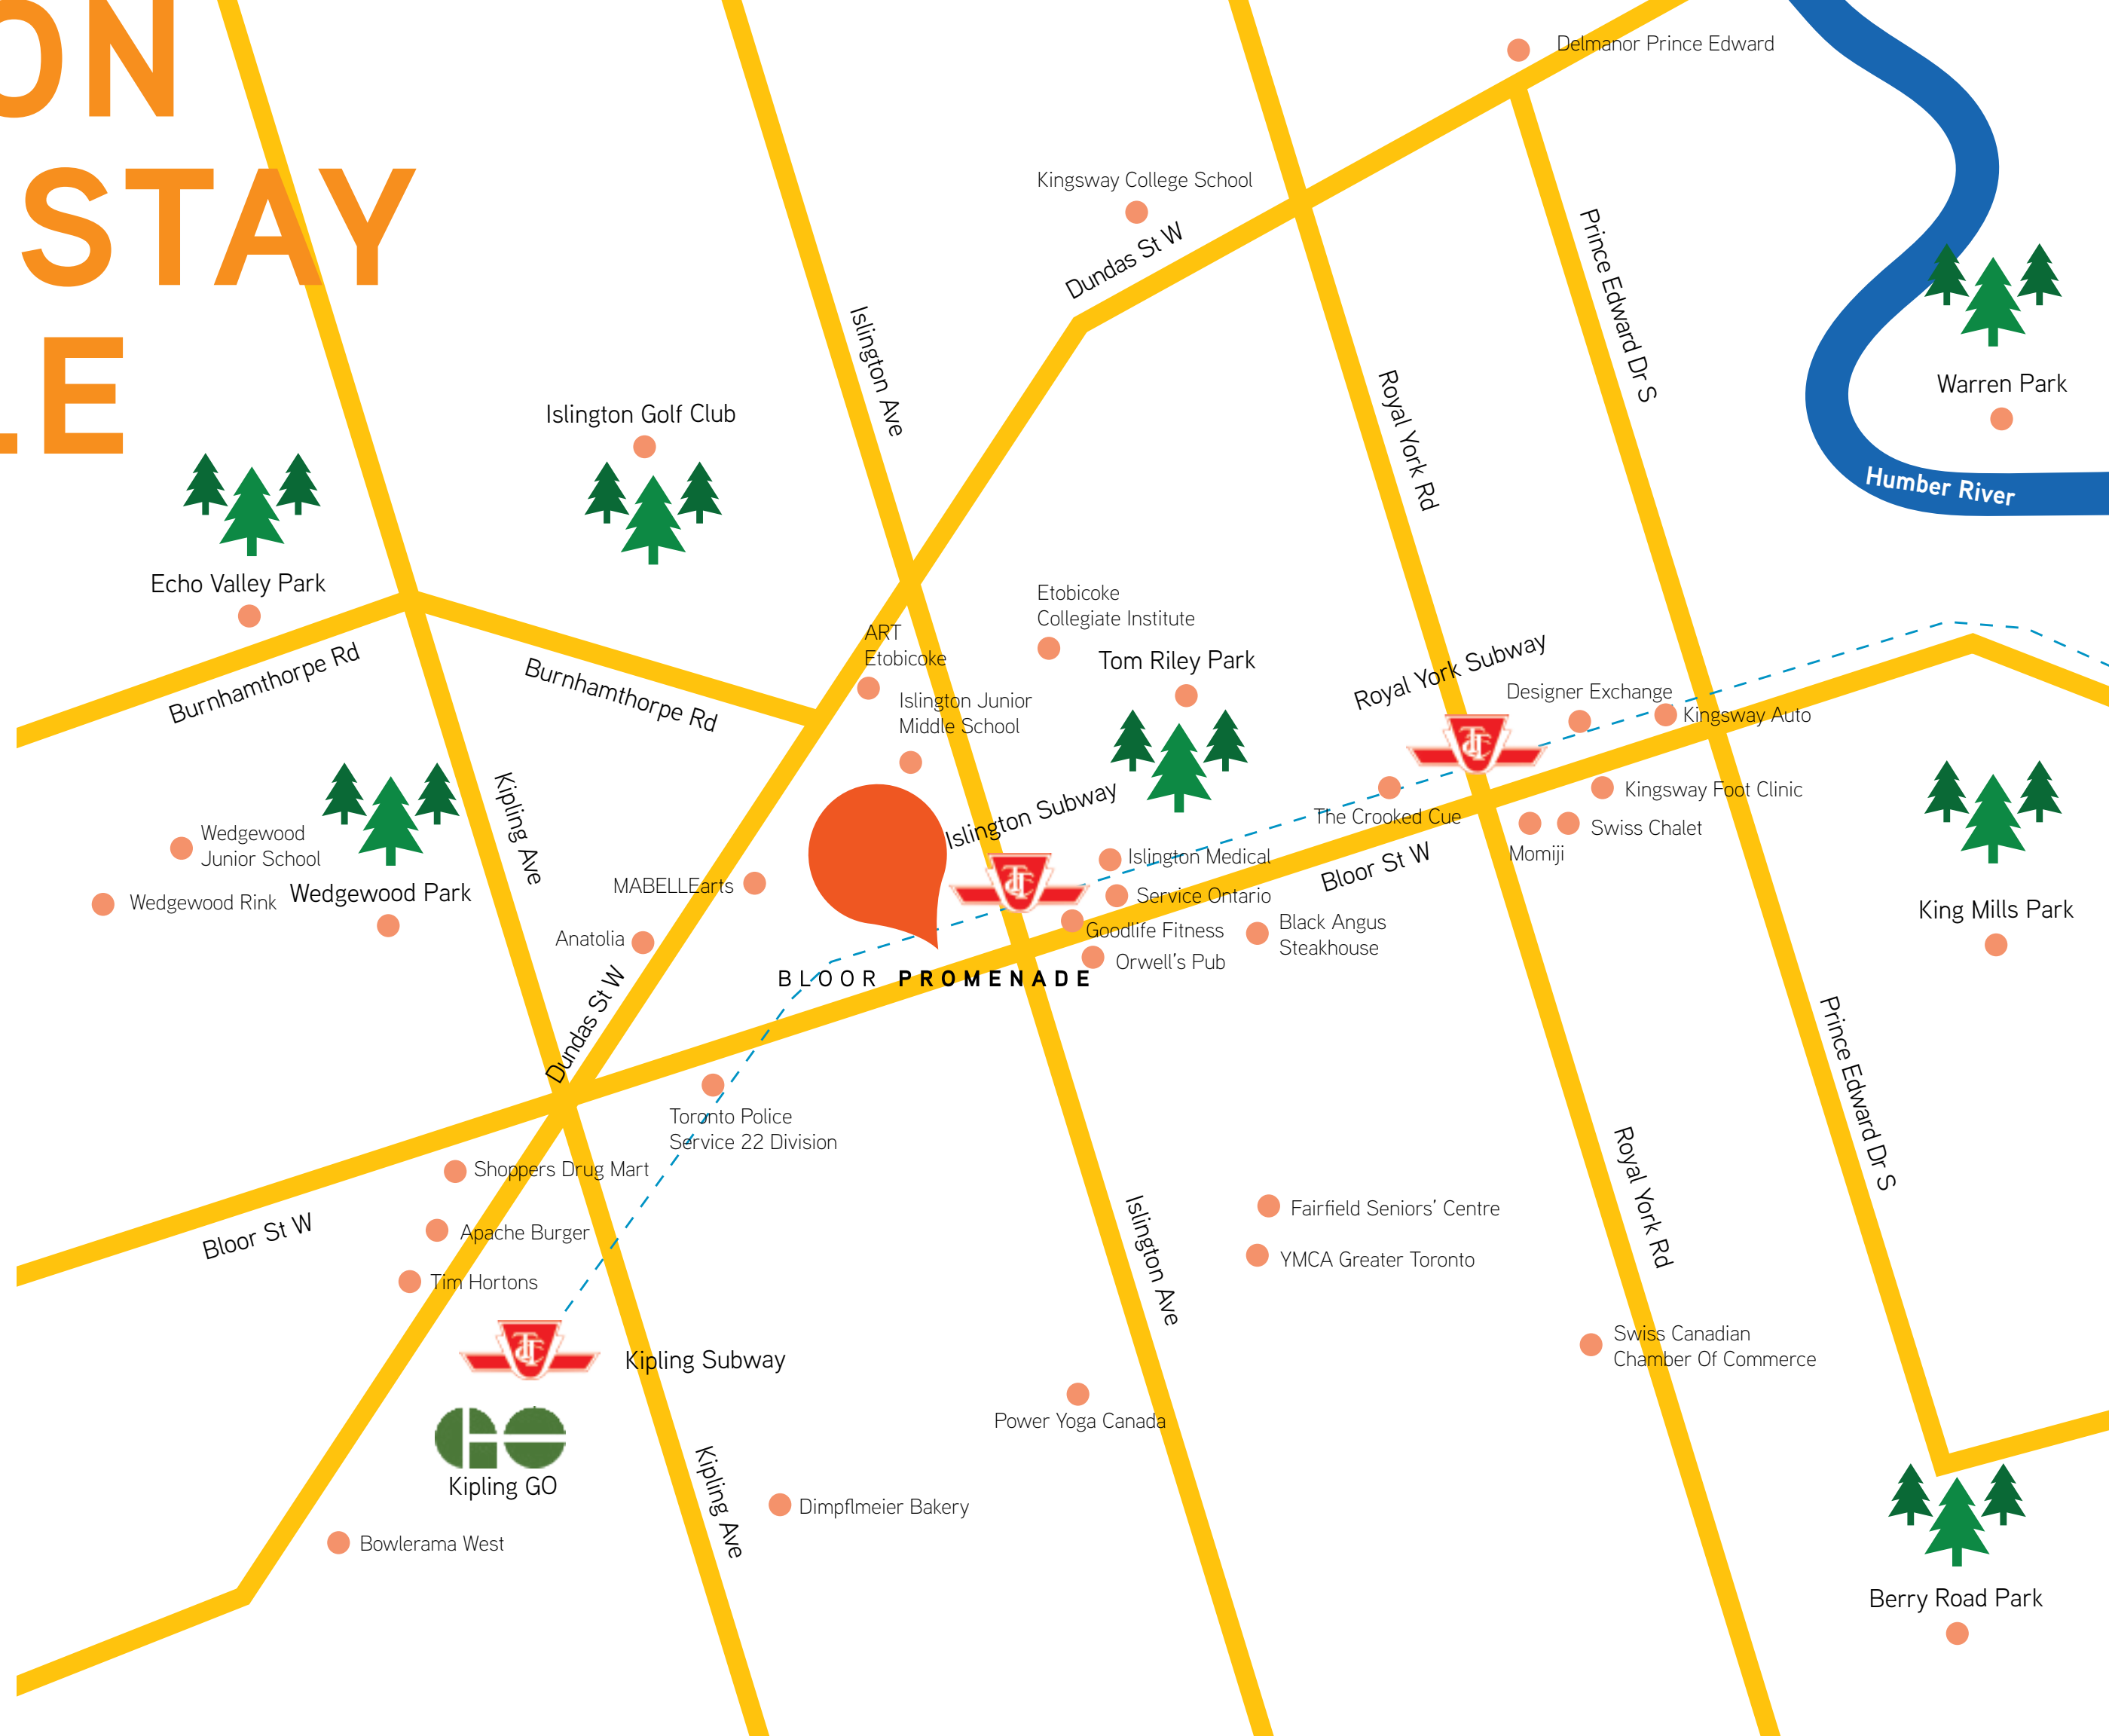 ON
STAY
LE
Delmanor Prince Edward
Kingsway College School
Dundas St W
Prince Edward Dr S
Islington Ave
Royal York Rd
Warren Park
Humber River
Islington Golf Club
Echo Valley Park
Burnhamthorpe Rd
Burnhamthorpe Rd
Etobicoke
Collegiate Institute
ART
Etobicoke
Tom Riley Park
Royal York Subway
Islington Junior
Middle School
Designer Exchange
Kingsway Auto
Kipling Ave
Islington Subway
The Crooked Cue
Kingsway Foot Clinic
Swiss Chalet
Momiji
Wedgewood
Junior School
Wedgewood Rink
Wedgewood Park
MABELLEarts
Islington Medical
Service Ontario
Bloor St W
Goodlife Fitness
Black Angus
Steakhouse
Orwell's Pub
King Mills Park
Anatolia
Dundas St W
BLOOR PROMENADE
Prince Edward Dr S
Toronto Police
Service 22 Division
Shoppers Drug Mart
Apache Burger
Bloor St W
Tim Hortons
Islington Ave
Fairfield Seniors' Centre
YMCA Greater Toronto
Royal York Rd
Swiss Canadian
Chamber Of Commerce
TTC
TTC
TTC
Kipling Subway
GO
Kipling GO
Power Yoga Canada
Kipling Ave
Dimpflmeier Bakery
Bowlerama West
Berry Road Park